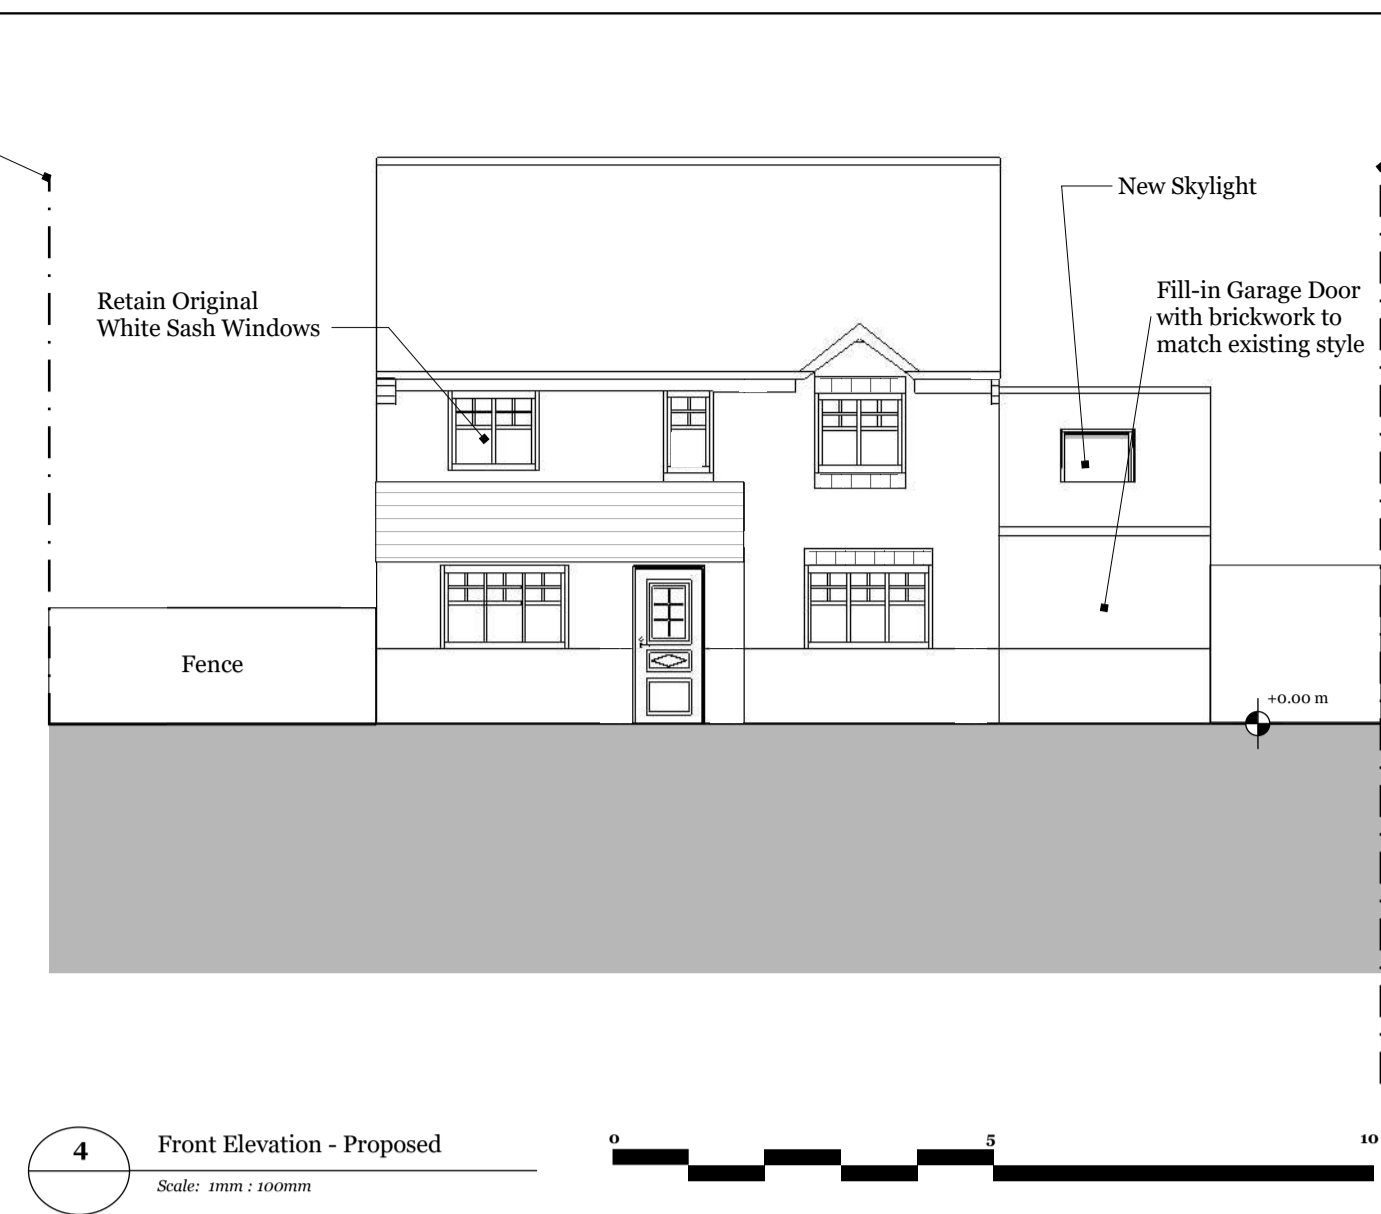 New Skylight
Fill-in Garage Door
with brickwork to
match existing style
Retain Original
White Sash Windows
Fence
+0.00 m
4
Front Elevation - Proposed
Scale: 1mm : 100mm
0 5 10